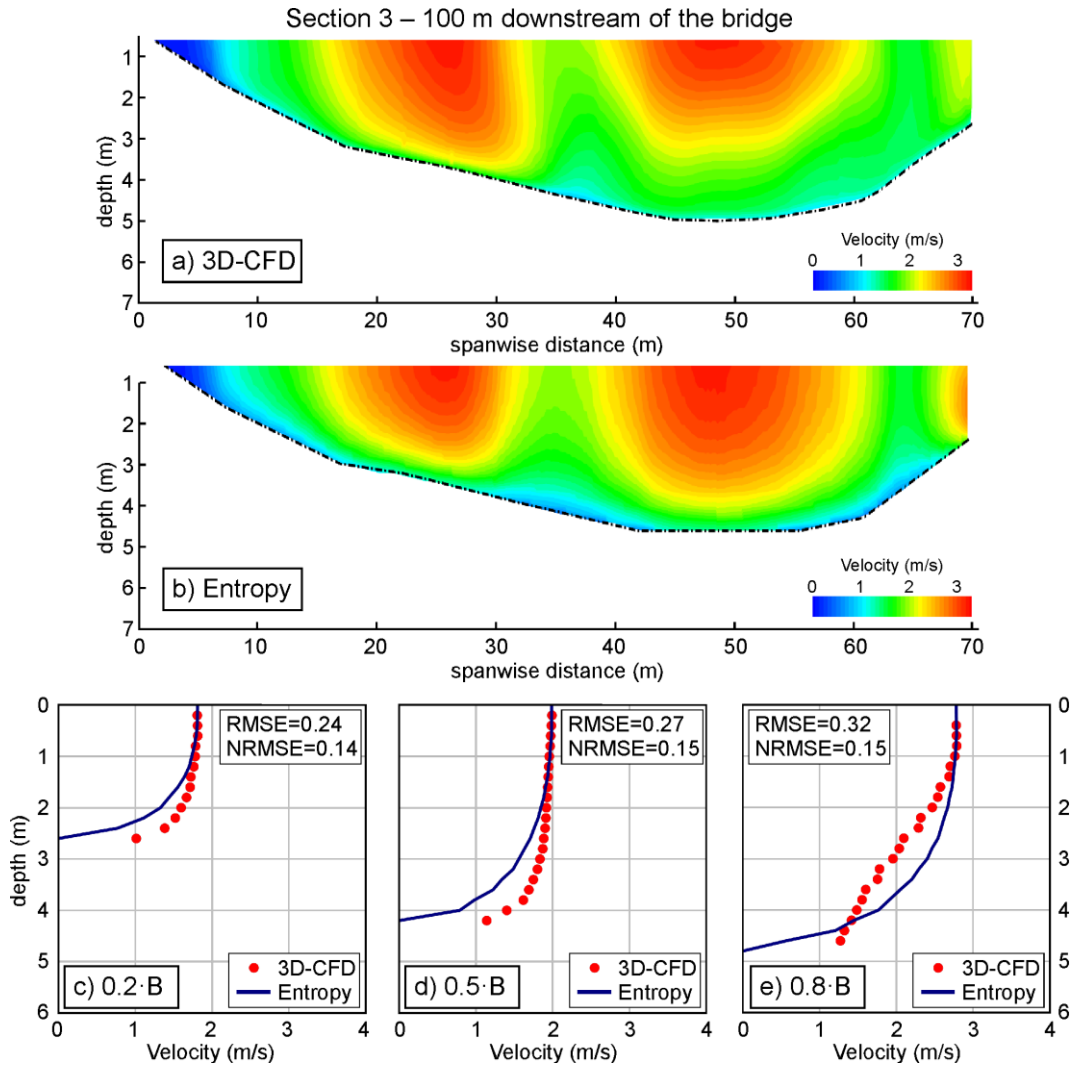 Section 3 – 100 m downstream of the bridge
1
2
3
4
5
6
7
depth (m)
a) 3D-CFD
Velocity (m/s)
0 1 2 3
0 10 20 30 40 50 60 70
spanwise distance (m)
1
2
3
4
5
6
7
depth (m)
b) Entropy
Velocity (m/s)
0 1 2 3
0 10 20 30 40 50 60 70
spanwise distance (m)
0
1
2
3
4
5
6
depth (m)
RMSE=0.24
NRMSE=0.14
3D-CFD
Entropy
c) 0.2·B
0 1 2 3 4
Velocity (m/s)
RMSE=0.27
NRMSE=0.15
3D-CFD
Entropy
d) 0.5·B
0 1 2 3 4
Velocity (m/s)
RMSE=0.32
NRMSE=0.15
3D-CFD
Entropy
e) 0.8·B
0 1 2 3 4
Velocity (m/s)
0
1
2
3
4
5
6